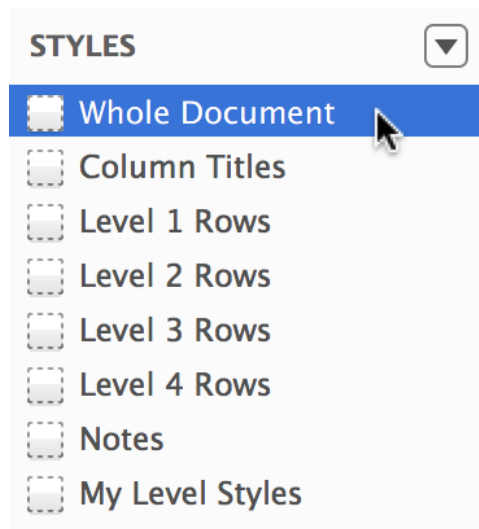 STYLES
Whole Document
Column Titles
Level 1 Rows
Level 2 Rows
Level 3 Rows
Level 4 Rows
Notes
My Level Styles